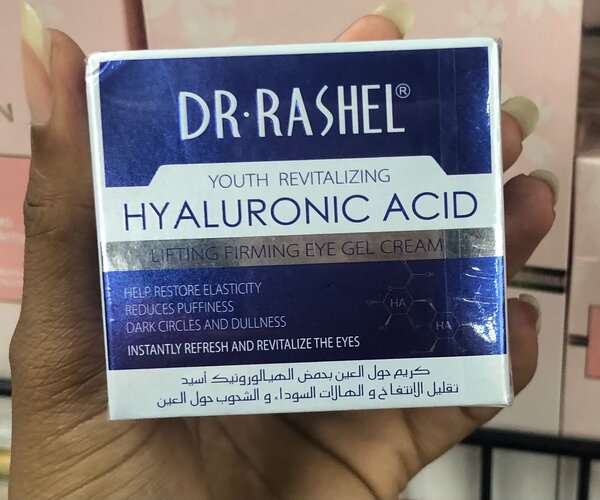 DR·RASHEL®
YOUTH REVITALIZING
HYALURONIC ACID
LIFTING FIRMING EYE GEL CREAM
HELP RESTORE ELASTICITY
REDUCES PUFFINESS
DARK CIRCLES AND DULLNESS
INSTANTLY REFRESH AND REVITALIZE THE EYES
HA
HA
كريم حول العين بحمض الهيالورونيك أسيد
تقليل الانتفاخ و الهالات السوداء و الشحوب حول العين